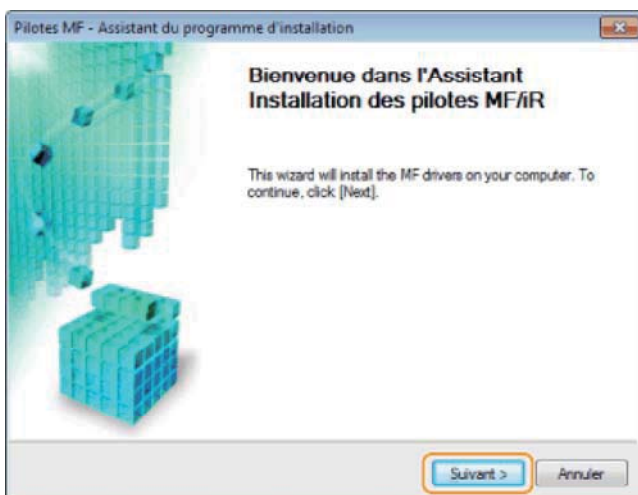 Pilotes MF - Assistant du programme d'installation
Bienvenue dans l'Assistant
Installation des pilotes MF/iR
This wizard will install the MF drivers on your computer. To
continue, click [Next].
Suivant >
Annuler